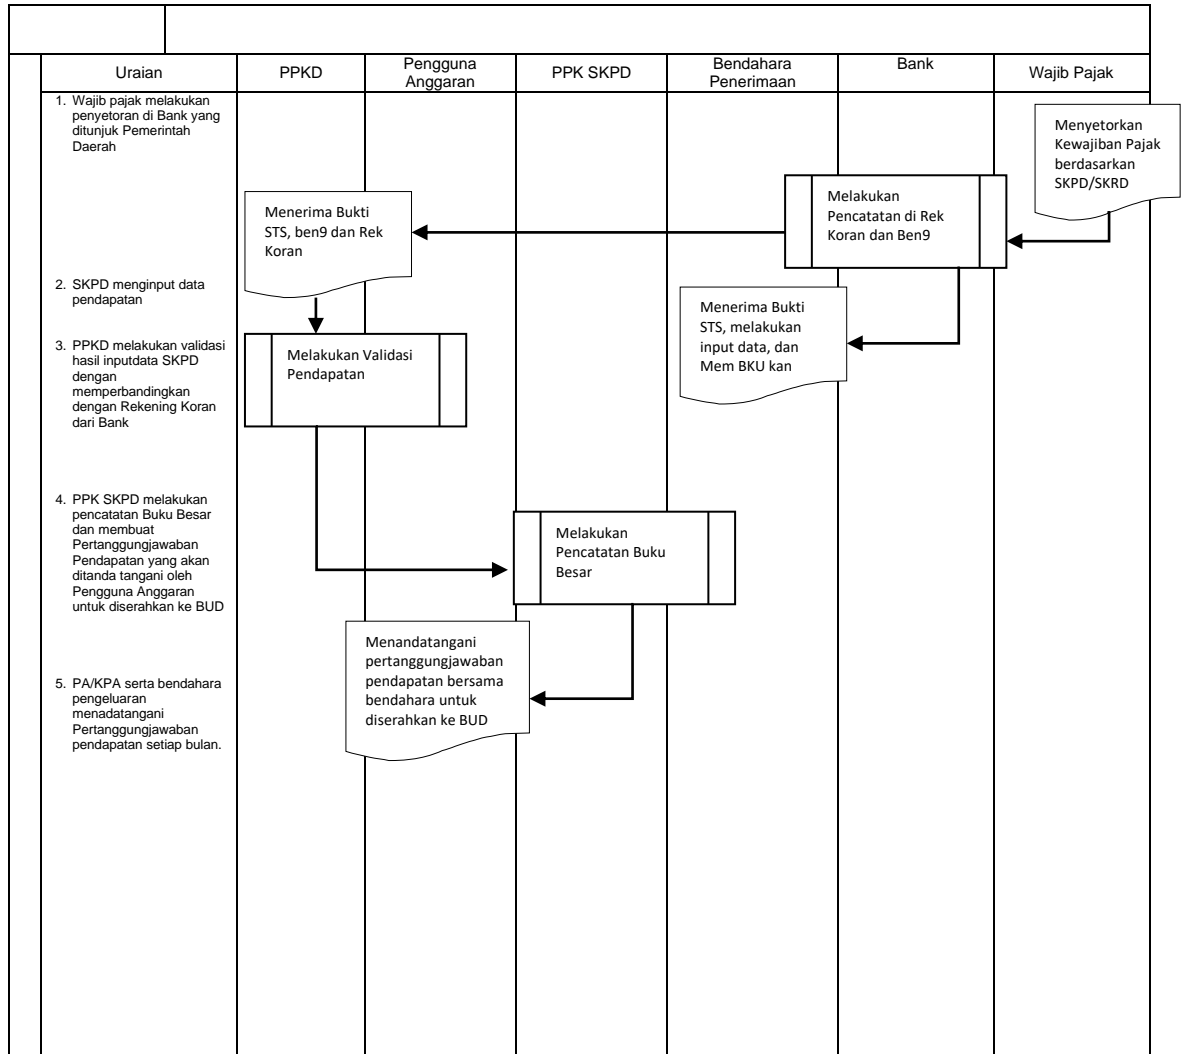 Uraian
PPKD
Pengguna
Anggaran
PPK SKPD
Bendahara
Penerimaan
Bank
Wajib Pajak
1. Wajib pajak melakukan
penyetoran di Bank yang
ditunjuk Pemerintah
Daerah
Menyetorkan
Kewajiban Pajak
berdasarkan
SKPD/SKRD
Melakukan
Pencatatan di Rek
Koran dan Ben9
Menerima Bukti
STS, ben9 dan Rek
Koran
2. SKPD menginput data
pendapatan
Menerima Bukti
STS, melakukan
input data, dan
Mem BKU kan
3. PPKD melakukan validasi
hasil inputdata SKPD
dengan
memperbandingkan
dengan Rekening Koran
dari Bank
Melakukan Validasi
Pendapatan
4. PPK SKPD melakukan
pencatatan Buku Besar
dan membuat
Pertanggungjawaban
Pendapatan yang akan
ditanda tangani oleh
Pengguna Anggaran
untuk diserahkan ke BUD
Melakukan
Pencatatan Buku
Besar
Menandatangani
pertanggungjawaban
pendapatan bersama
bendahara untuk
diserahkan ke BUD
5. PA/KPA serta bendahara
pengeluaran
menadatangani
Pertanggungjawaban
pendapatan setiap bulan.